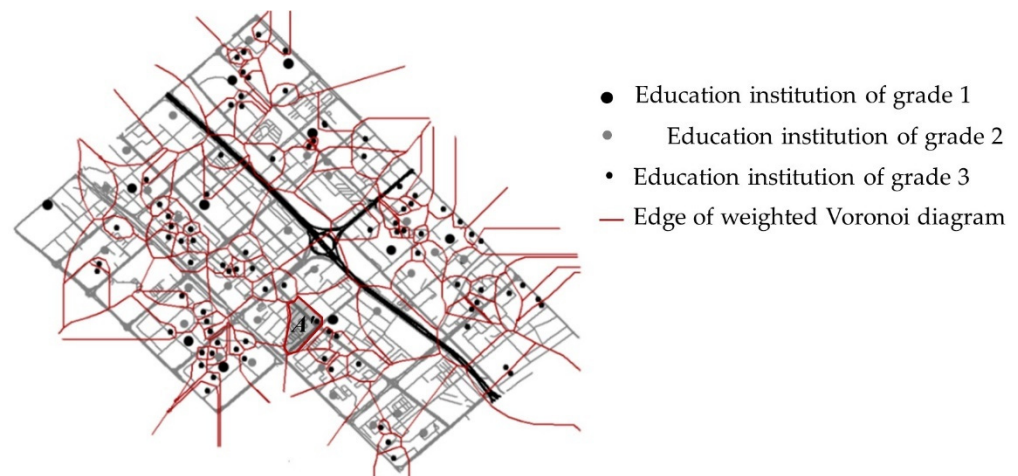 Education institution of grade 1
Education institution of grade 2
Education institution of grade 3
Edge of weighted Voronoi diagram
A'